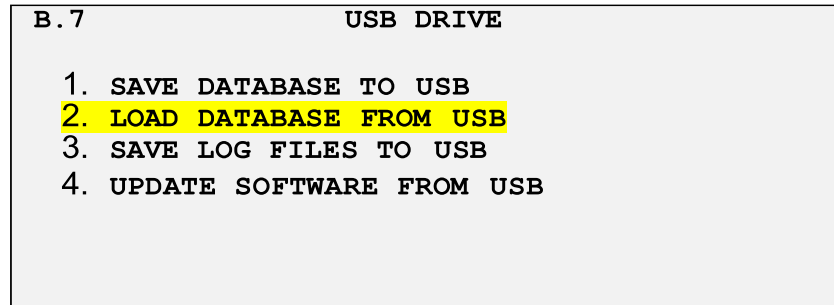 B.7 USB DRIVE
1. SAVE DATABASE TO USB
2. LOAD DATABASE FROM USB
3. SAVE LOG FILES TO USB
4. UPDATE SOFTWARE FROM USB